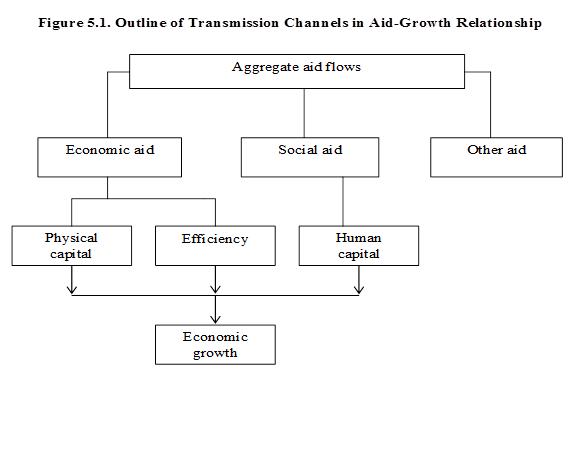 Figure 5.1. Outline of Transmission Channels in Aid-Growth Relationship
Aggregate aid flows
Economic aid
Social aid
Other aid
Physical
capital
Efficiency
Human
capital
Economic
growth